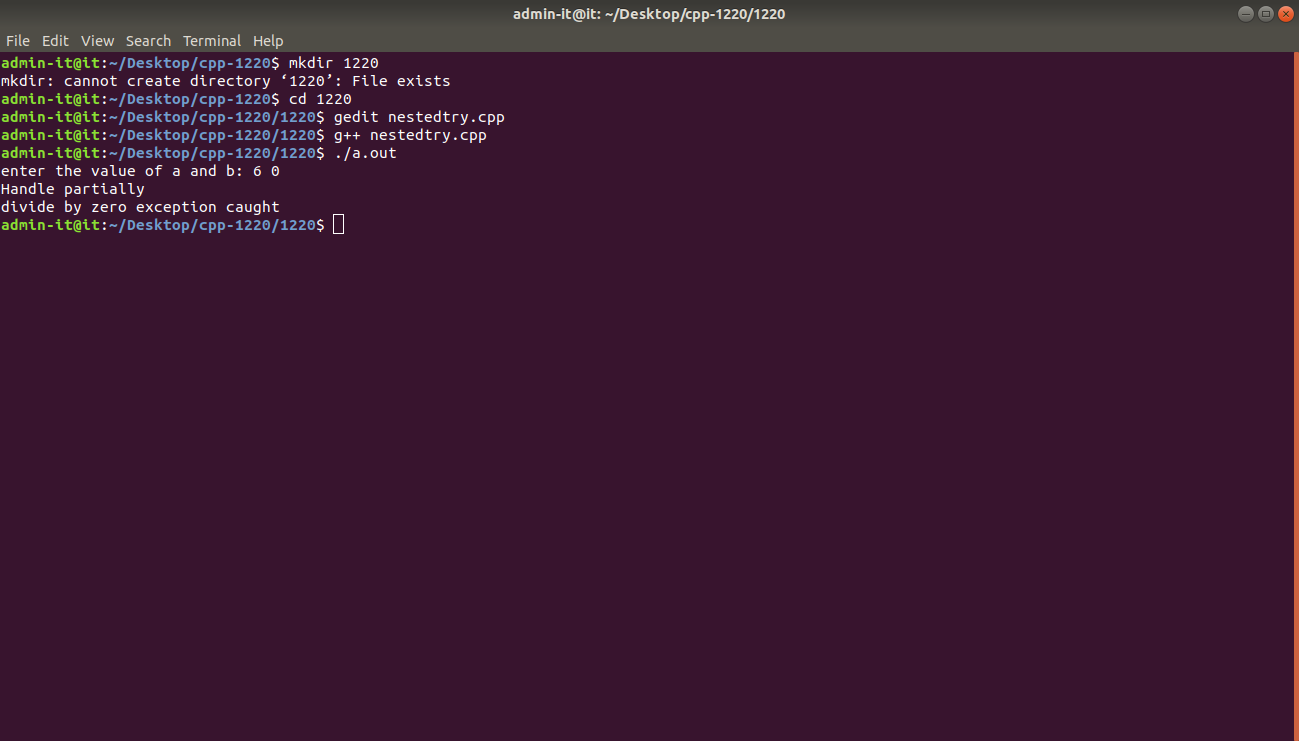 admin-it@it: ~/Desktop/cpp-1220/1220
File Edit View Search Terminal Help
admin-it@it:~/Desktop/cpp-1220$ mkdir 1220
mkdir: cannot create directory ‘1220’: File exists
admin-it@it:~/Desktop/cpp-1220$ cd 1220
admin-it@it:~/Desktop/cpp-1220/1220$ gedit nestedtry.cpp
admin-it@it:~/Desktop/cpp-1220/1220$ g++ nestedtry.cpp
admin-it@it:~/Desktop/cpp-1220/1220$ ./a.out
enter the value of a and b: 6 0
Handle partially
divide by zero exception caught
admin-it@it:~/Desktop/cpp-1220/1220$